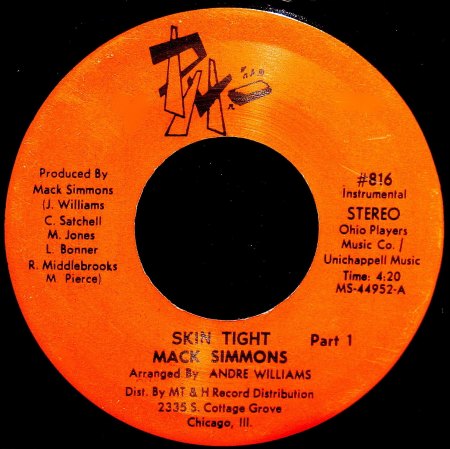 Produced By
Mack Simmons
(J. Williams
C. Satchell
M. Jones
L. Bonner
R. Middlebrooks
M. Pierce)
#816
Instrumental
STEREO
Ohio Players
Music Co. /
Unichappell Music
Time: 4:20
MS-44952-A
SKIN TIGHT Part 1
MACK SIMMONS
Arranged By ANDRE WILLIAMS
Dist. By MT & H Record Distribution
2335 S. Cottage Grove
Chicago, Ill.